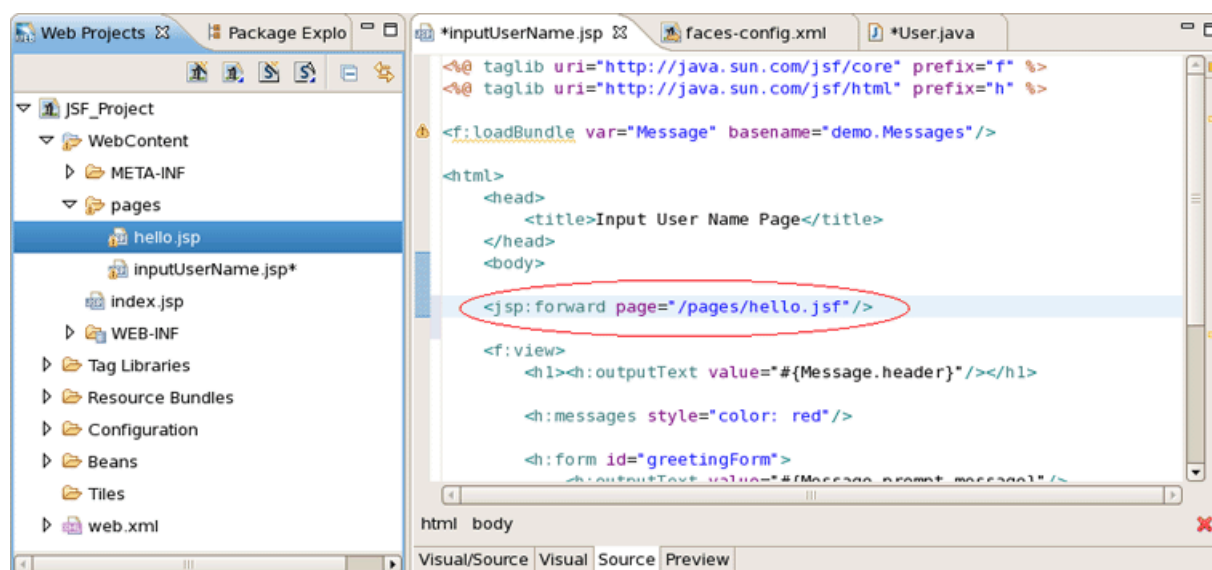 Web Projects
Package Explo
JSF_Project
WebContent
META-INF
pages
hello.jsp
inputUserName.jsp*
index.jsp
WEB-INF
Tag Libraries
Resource Bundles
Configuration
Beans
Tiles
web.xml
*inputUserName.jsp
faces-config.xml
*User.java
<%@ taglib uri="http://java.sun.com/jsf/core" prefix="f" %>
<%@ taglib uri="http://java.sun.com/jsf/html" prefix="h" %>
<f:loadBundle var="Message" basename="demo.Messages"/>
<html>
<head>
<title>Input User Name Page</title>
</head>
<body>
<jsp:forward page="/pages/hello.jsf"/>
<f:view>
<h1><h:outputText value="#{Message.header}"/></h1>
<h:messages style="color: red"/>
<h:form id="greetingForm">
<h:outputText value="#{Message.prompt_message}"/>
html body
Visual/Source Visual Source Preview